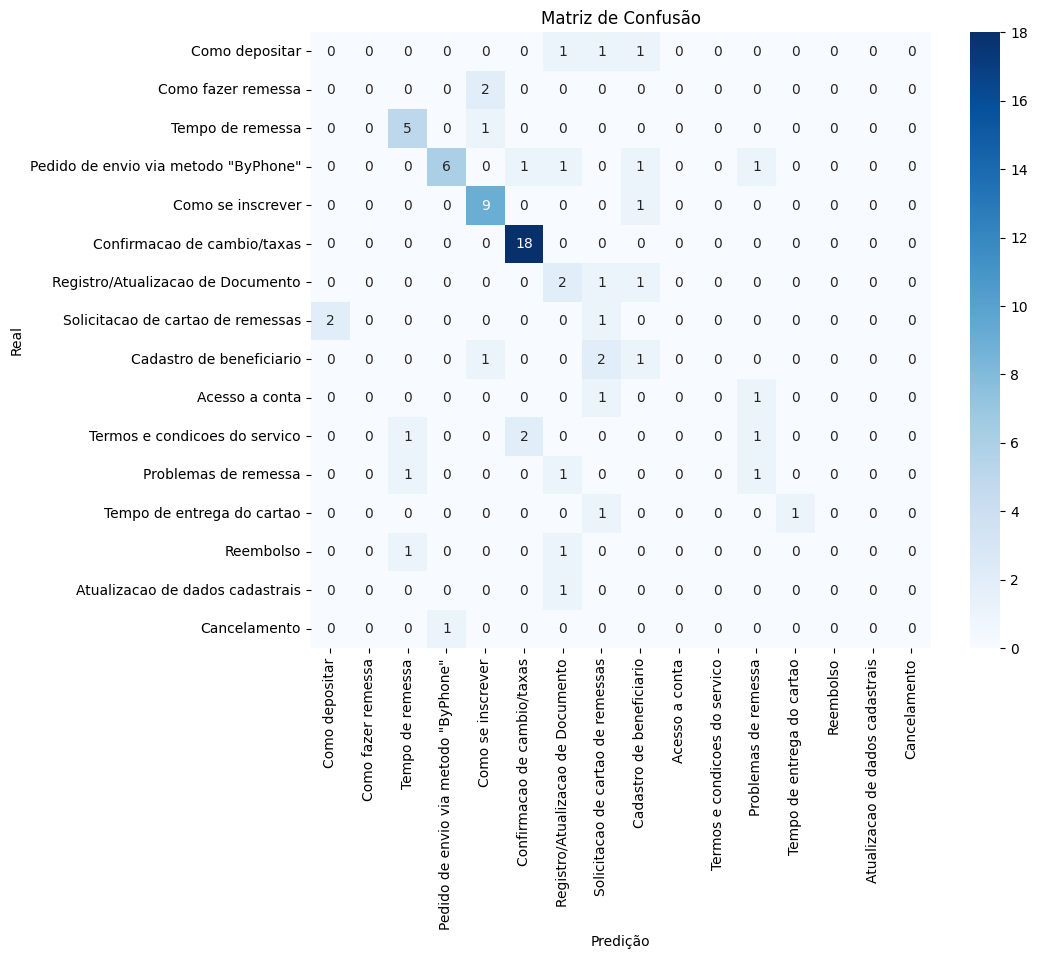 Matriz de Confusão
Real
Como depositar 0 0 0 0 0 0 1 1 1 0 0 0 0 0 0 0
Como fazer remessa 0 0 0 0 2 0 0 0 0 0 0 0 0 0 0 0
Tempo de remessa 0 0 5 0 1 0 0 0 0 0 0 0 0 0 0 0
Pedido de envio via metodo "ByPhone" 0 0 0 6 0 1 1 0 1 0 0 1 0 0 0 0
Como se inscrever 0 0 0 0 9 0 0 0 1 0 0 0 0 0 0 0
Confirmacao de cambio/taxas 0 0 0 0 0 18 0 0 0 0 0 0 0 0 0 0
Registro/Atualizacao de Documento 0 0 0 0 0 0 2 1 1 0 0 0 0 0 0 0
Solicitacao de cartao de remessas 2 0 0 0 0 0 0 1 0 0 0 0 0 0 0 0
Cadastro de beneficiario 0 0 0 0 1 0 0 2 1 0 0 0 0 0 0 0
Acesso a conta 0 0 0 0 0 0 0 1 0 0 0 1 0 0 0 0
Termos e condicoes do servico 0 0 1 0 0 2 0 0 0 0 0 1 0 0 0 0
Problemas de remessa 0 0 1 0 0 0 1 0 0 0 0 1 0 0 0 0
Tempo de entrega do cartao 0 0 0 0 0 0 0 1 0 0 0 0 1 0 0 0
Reembolso 0 0 1 0 0 0 1 0 0 0 0 0 0 0 0 0
Atualizacao de dados cadastrais 0 0 0 0 0 0 1 0 0 0 0 0 0 0 0 0
Cancelamento 0 0 0 1 0 0 0 0 0 0 0 0 0 0 0 0
Como depositar
Como fazer remessa
Tempo de remessa
Pedido de envio via metodo "ByPhone"
Como se inscrever
Confirmacao de cambio/taxas
Registro/Atualizacao de Documento
Solicitacao de cartao de remessas
Cadastro de beneficiario
Acesso a conta
Termos e condicoes do servico
Problemas de remessa
Tempo de entrega do cartao
Reembolso
Atualizacao de dados cadastrais
Cancelamento
Predição
18
16
14
12
10
8
6
4
2
0